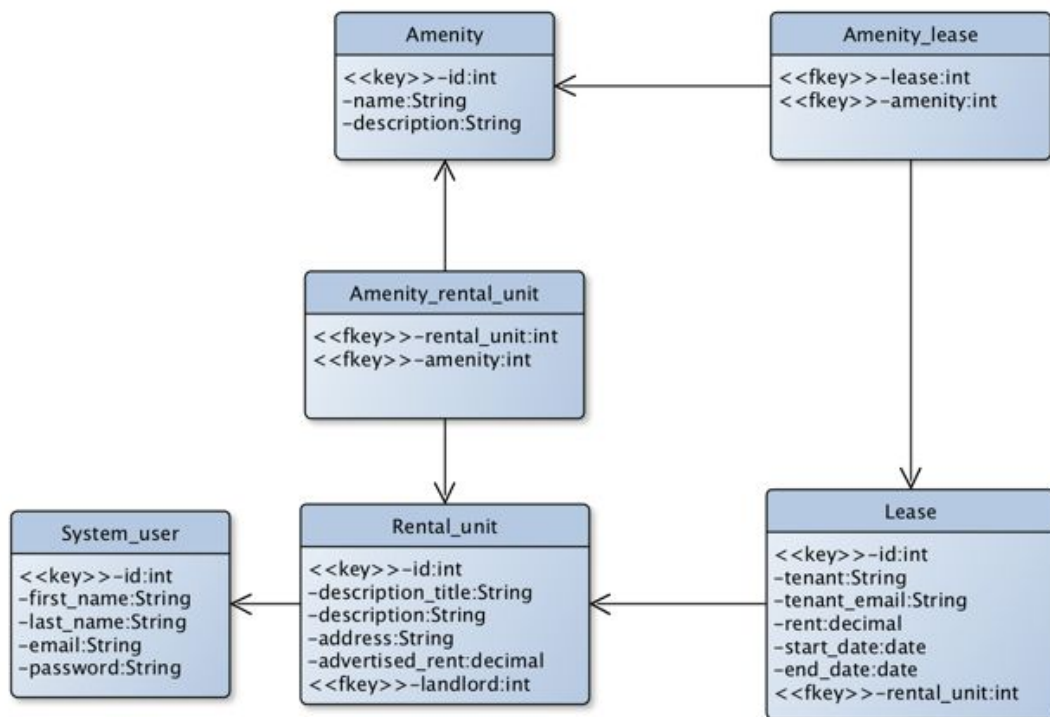 Amenity
<<key>>-id:int
-name:String
-description:String
Amenity_lease
<<fkey>>-lease:int
<<fkey>>-amenity:int
Amenity_rental_unit
<<fkey>>-rental_unit:int
<<fkey>>-amenity:int
System_user
<<key>>-id:int
-first_name:String
-last_name:String
-email:String
-password:String
Rental_unit
<<key>>-id:int
-description_title:String
-description:String
-address:String
-advertised_rent:decimal
<<fkey>>-landlord:int
Lease
<<key>>-id:int
-tenant:String
-tenant_email:String
-rent:decimal
-start_date:date
-end_date:date
<<fkey>>-rental_unit:int